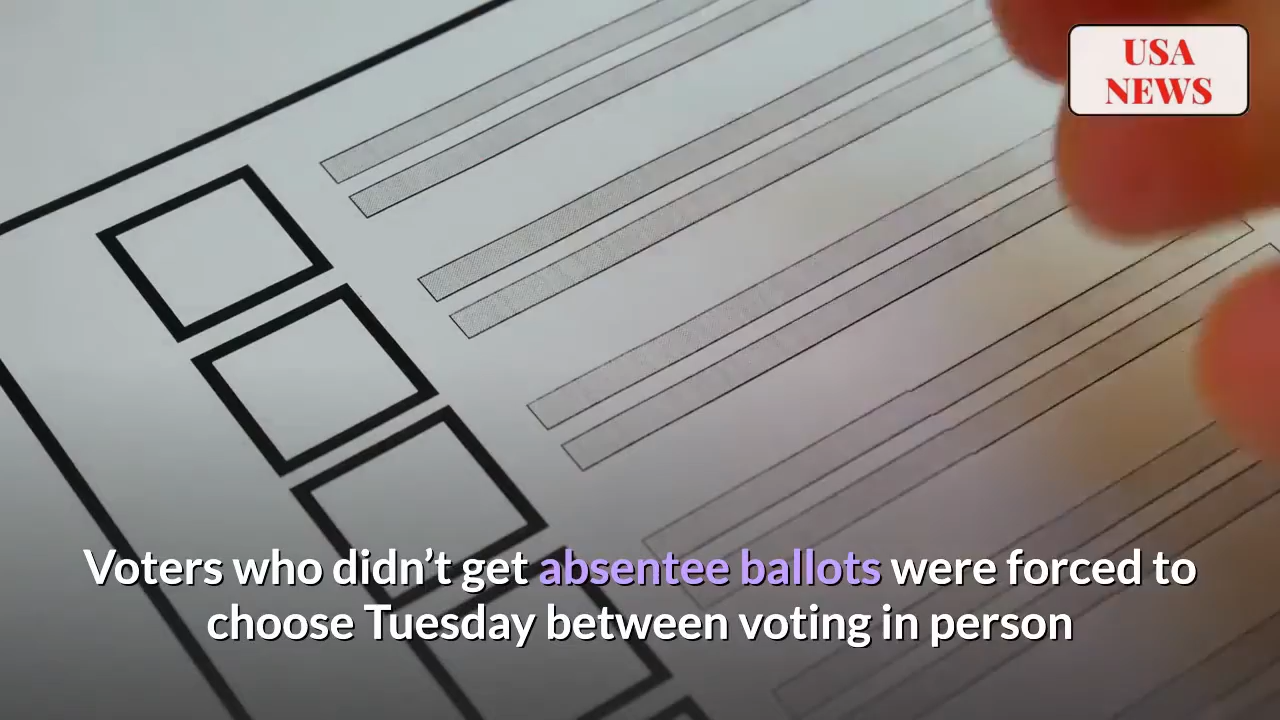 USA
NEWS
Voters who didn’t get absentee ballots were forced to
choose Tuesday between voting in person